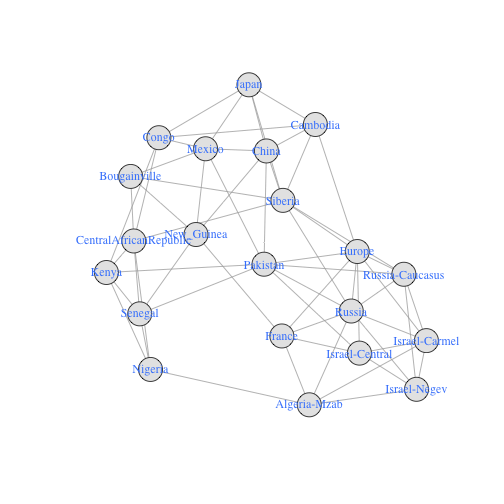 Japan
Cambodia
Congo
Mexico
China
Bougainville
Siberia
New_Guinea
CentralAfricanRepublic
Europe
Pakistan
Kenya
Russia-Caucasus
Russia
Senegal
France
Israel-Carmel
Israel-Central
Nigeria
Israel-Negev
Algeria-Mzab